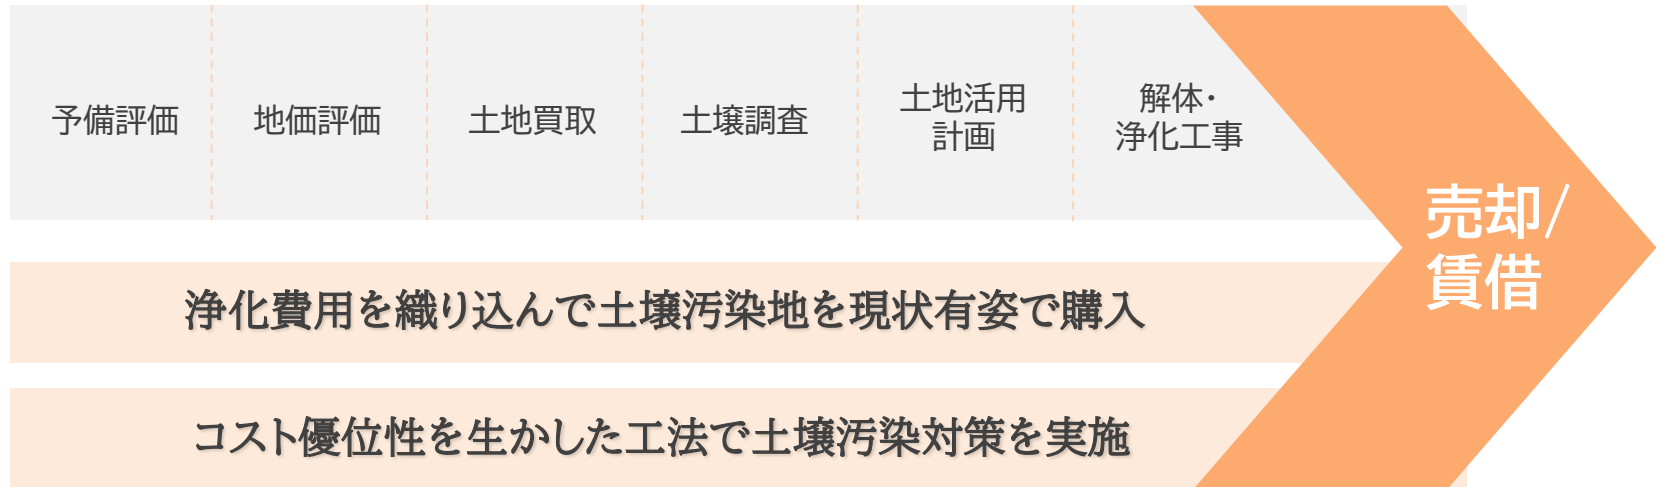 予備評価
地価評価
土地買取
土壌調査
土地活用
計画
解体・
浄化工事
売却/
賃借
浄化費用を織り込んで土壌汚染地を現状有姿で購入
コスト優位性を生かした工法で土壌汚染対策を実施